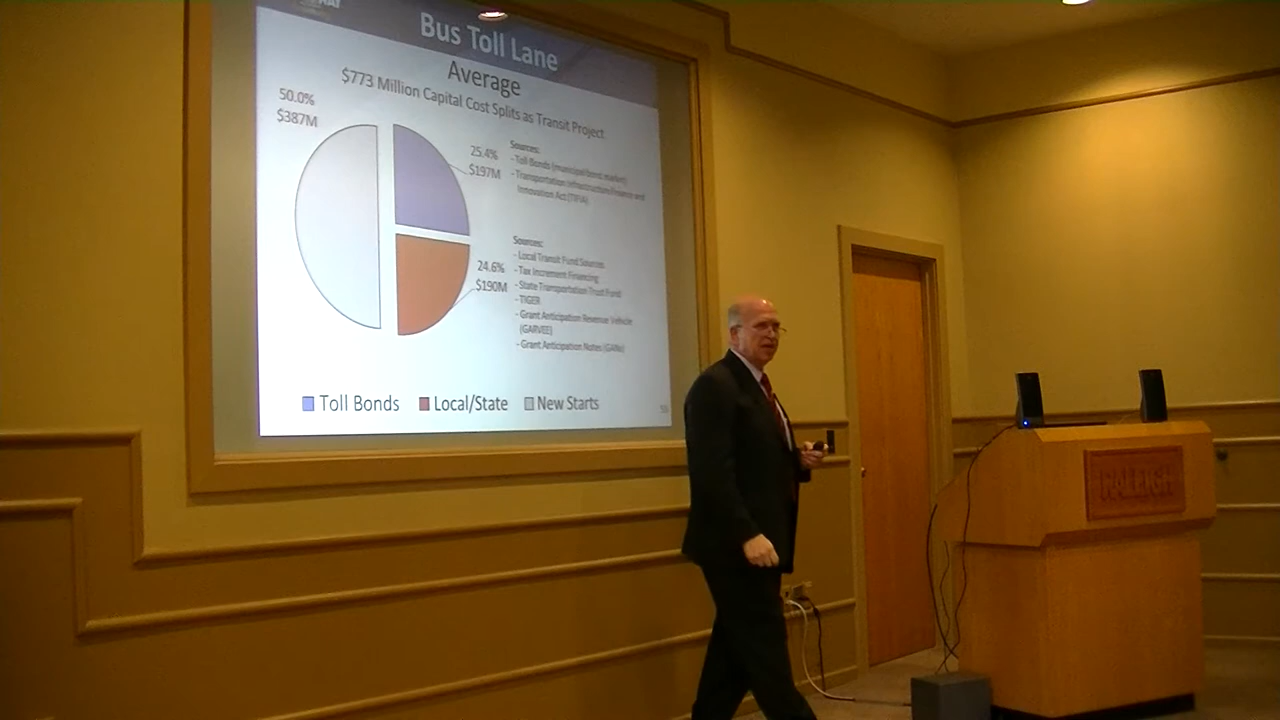 Bus Toll Lane
Average
$773 Million Capital Cost Splits as Transit Project
50.0%
$387M
25.4%
$197M
Sources:
- Toll Bonds (municipal bond market)
- Transportation Infrastructure Finance and
Innovation Act (TIFIA)
24.6%
$190M
Sources:
- Local Transit Fund Sources
- Tax Increment Financing
- State Transportation Trust Fund
- TIGER
- Grant Anticipation Revenue Vehicle
(GARVEE)
- Grant Anticipation Notes (GANs)
Toll Bonds
Local/State
New Starts
RALEIGH